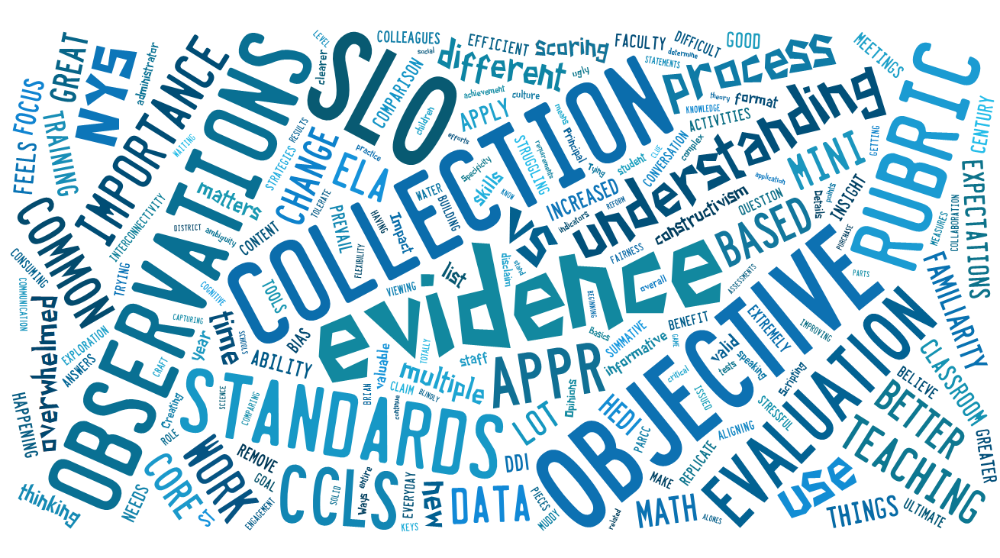 LEVEL
COLLEAGUES
social
EFFICIENT
scoring
FACULTY
DIFFICULT
determine
GOOD
MEETINGS
GREAT
NYS
administrator
IMPORTANCE
OBSERVATIONS
clearer
SLO
COMPARISON
different
ugly
STATEMENTS
process
RUBRIC
FEELS
FOCUS
TRAINING
WAITING
STRATEGIES
RESULTS
CHANGE
practice
ELA
children
efforts
achievement
culture
APPLY
COLLECTION
means
Principal
requirements
STRUGGLING
Tying
KNOWLEDGE
theory
format
ACTIVITIES
understanding
GETTING
CENTURY
EXPECTATIONS
COMMON
INTERCONNECTIVITY
DISTRICT
ambiguity
matters
CONTENT
TOLERATE
PREVAIL
HAVING
Impact
WATER
BUILDING
Specificity
skills
KNOW
VS
INCREASED
indicators
REFORM
student
CLUE
CONVERSATION
complex
application
constructivism
QUESTION
MINI
Details
paths
INSIGHT
PURCHASE
MEASURES
COLLABORATION
CONSUMING
COMMUNICATION
TRYING
COGNITIVE
TOOLS
FLEXIBILITY
VIEWING
list
evidence
disclaim
stand
FAIRNESS
overall
BEGINNING
BASED
ASSESSMENTS
OBJECTIVE
PARTS
FAMILIARITY
overwhelmed
EXPLORATION
ANSWERS
CAPTURING
CRAFT
year
time
SCHOOLS
ABILITY
BIAS
valuable
TOTALLY
staff
multiple
APPR
Basics
SUMMATIVE
informative
BENEFIT
GAME
valid
tests
speaking
EXTREMELY
IMPROVING
EVALUATION
CLASSROOM
HAPPENING
Creating
ROLE
SCIENCE
COMPARING
STANDARDS
BRIAN
CLAIM
BLINDLY
continue
LOT
Opinions
HEDI
PARCC
critical
ISSUED
ALIGNING
STRESSFUL
Scripting
BELIEVE
BETTER
TEACHING
GREATER
thinking
NEEDS
CORE
ST
WORK
REMOVE
GOAL
ENGAGEMENT
CCLS
SOLID
Ways
entire
EVERYDAY
KEYS
new
DATA
DDI
PIECES
MUDDY
related
MAKE
REPLICATE
MATH
ALONES
use
THINGS
ULTIMATE